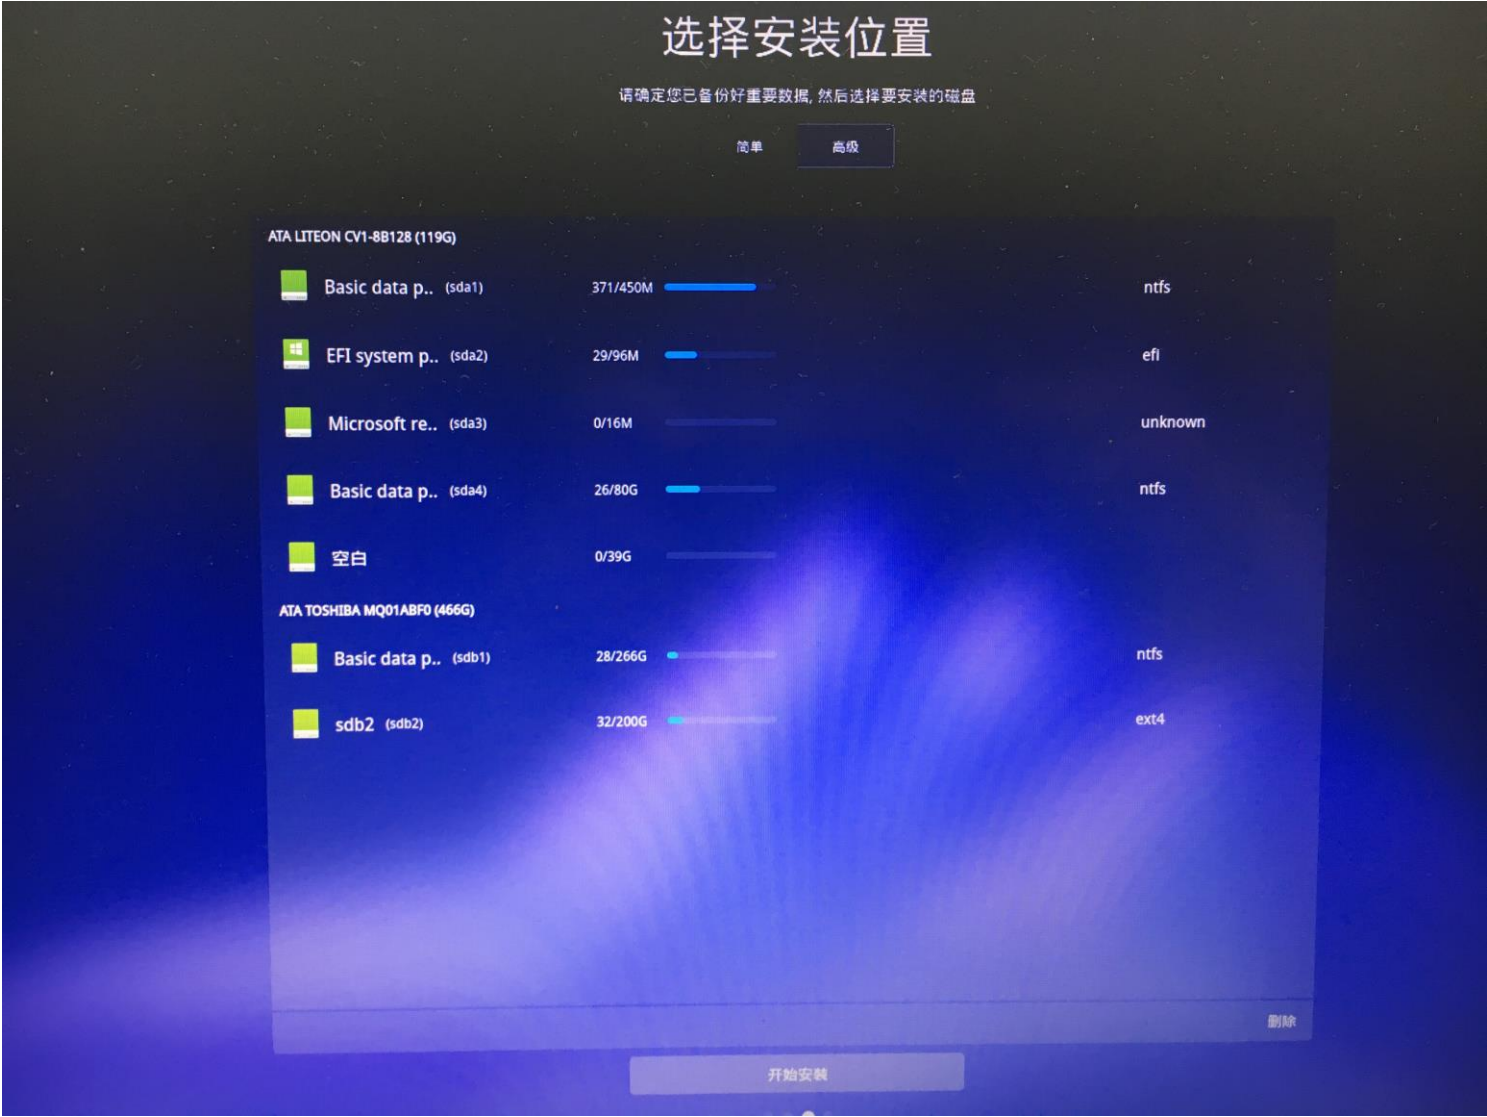 选择安装位置
请确定您已备份好重要数据, 然后选择要安装的磁盘
简单 高级
ATA LITEON CV1-8B128 (119G)
Basic data p.. (sda1) 371/450M ntfs
EFI system p.. (sda2) 29/96M efi
Microsoft re.. (sda3) 0/16M unknown
Basic data p.. (sda4) 26/80G ntfs
空白 0/39G
ATA TOSHIBA MQ01ABF0 (466G)
Basic data p.. (sdb1) 28/266G ntfs
sdb2 (sdb2) 32/200G ext4
删除
开始安装